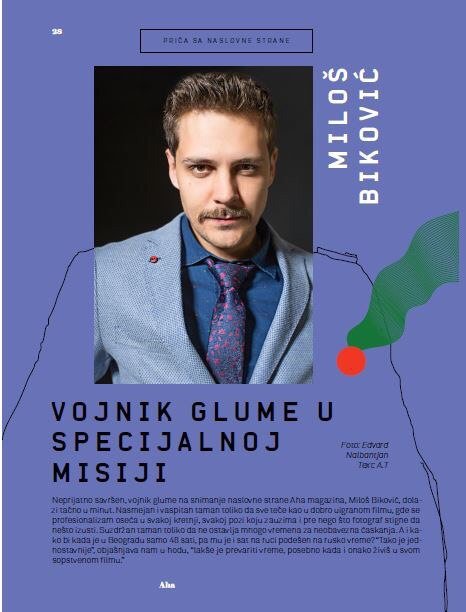 28
PRIČA SA NASLOVNE STRANE
MILOŠ
BIKOVIĆ
VOJNIK GLUME U
SPECIJALNOJ
MISIJI
Foto: Edvard
Nalbantjan
Text: A.T
Neprijatno savršen, vojnik glume na snimanje naslovne strane Aha magazina, Miloš Biković, dola-
zi tačno u minut. Nasmejan i vaspitan taman toliko da sve teče kao u dobro uigranom filmu, gde se
profesionalizam oseća u svakoj kretnji, svakoj pozi koju zauzima i pre nego što fotograf stigne da
nešto izusti. Suzdržan taman toliko da ne ostavlja mnogo vremena za neobavezna ćaskanja. A i ka-
ko bi kada je u Beogradu samo 48 sati, pa mu je i sat na ruci podešen na rusko vreme? “Tako je jed-
nostavnije”, objašnjava nam u hodu, “lakše je prevariti vreme, posebno kada i onako živiš u svom
sopstvenom filmu.”
Aha